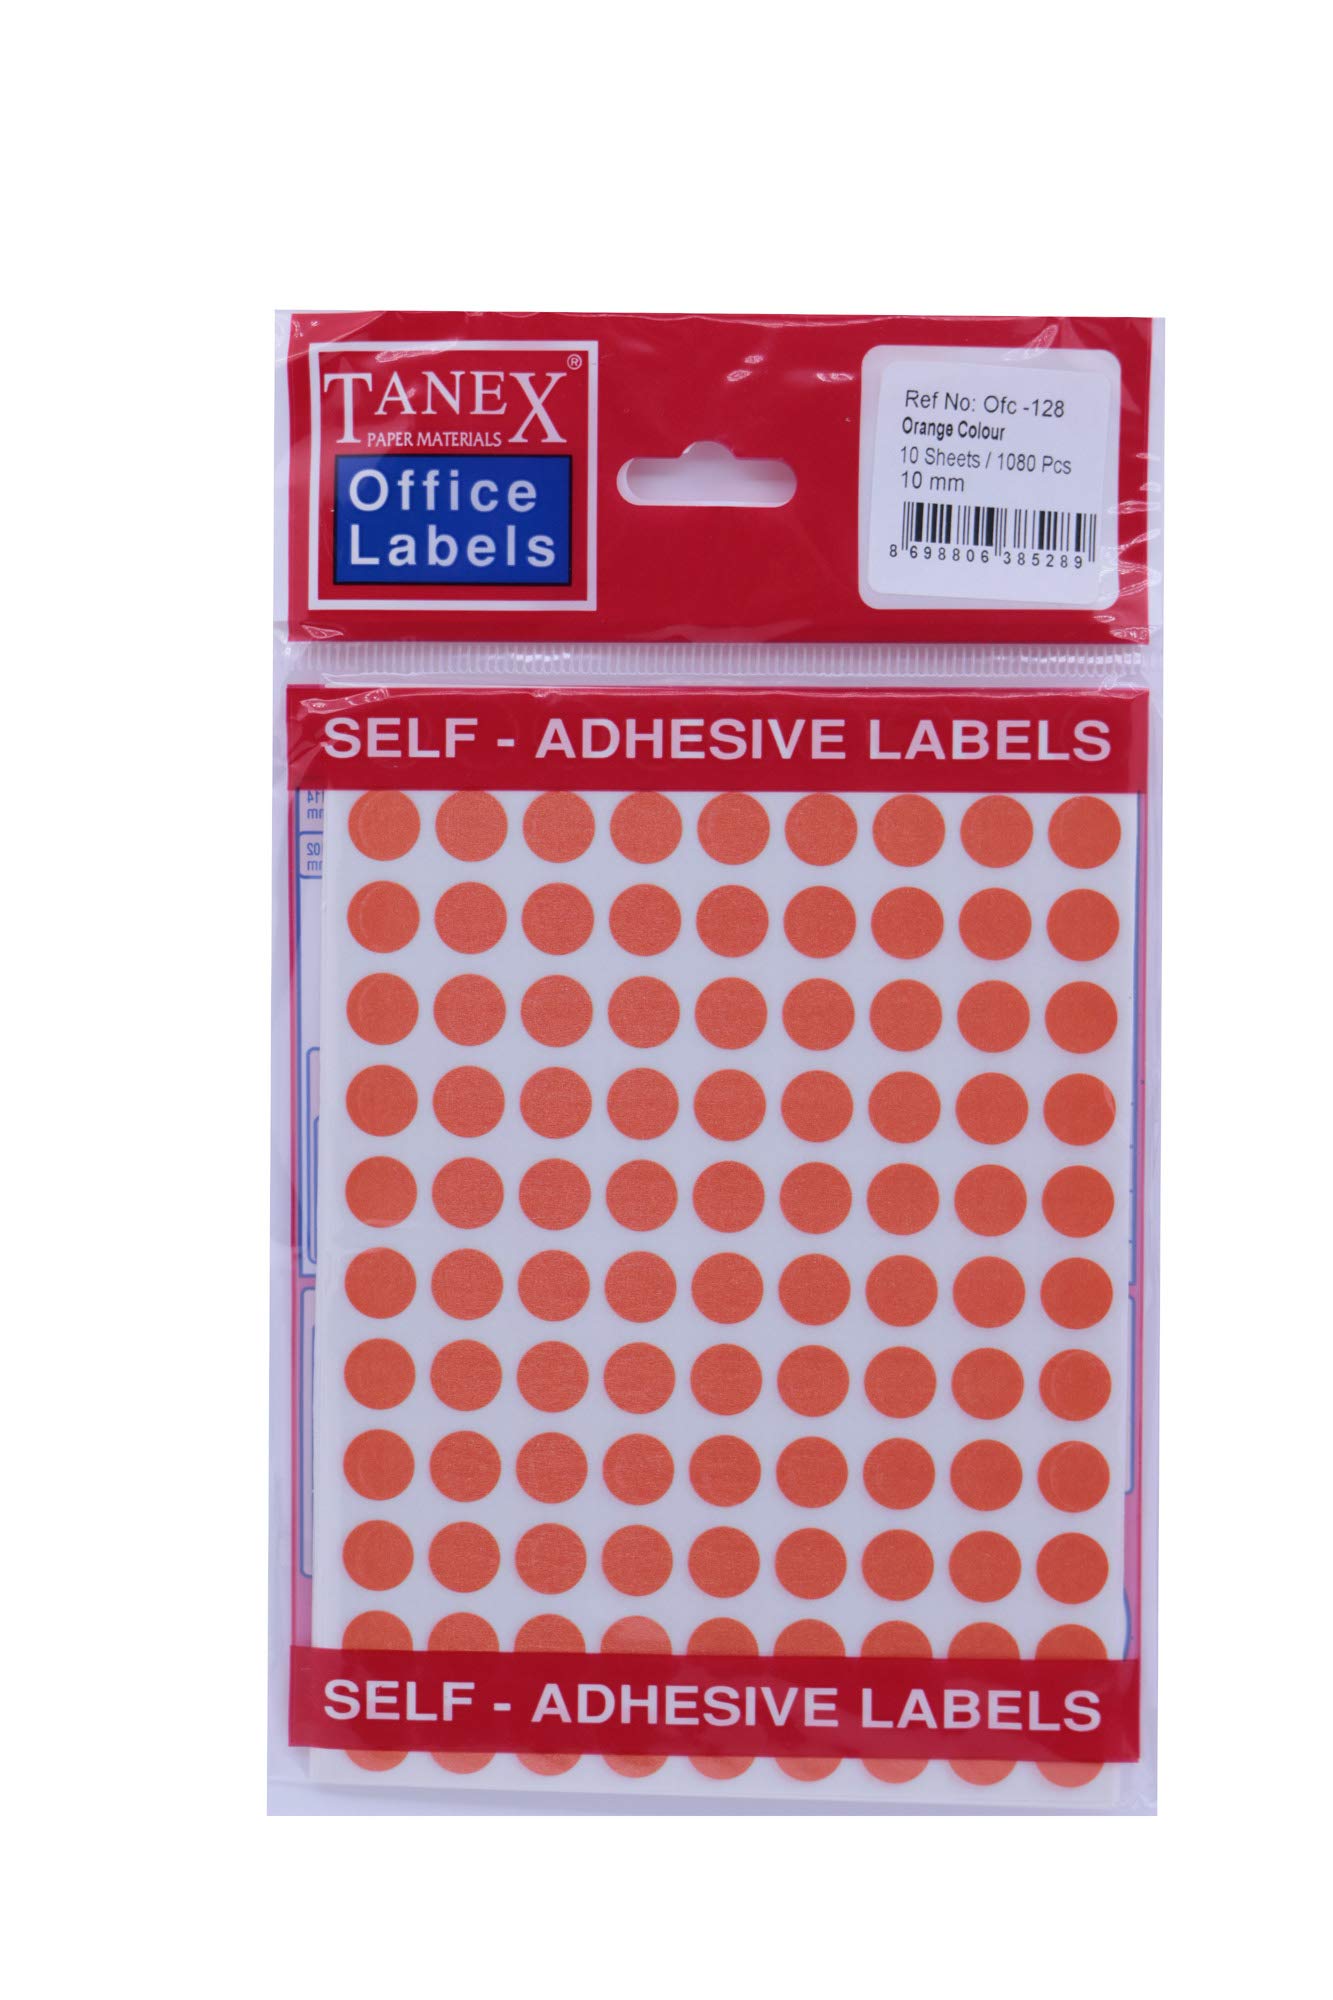 TANEX®
PAPER MATERIALS
Office
Labels
Ref No: Ofc -128
Orange Colour
10 Sheets / 1080 Pcs
10 mm
8 698806 385289
SELF - ADHESIVE LABELS
SELF - ADHESIVE LABELS